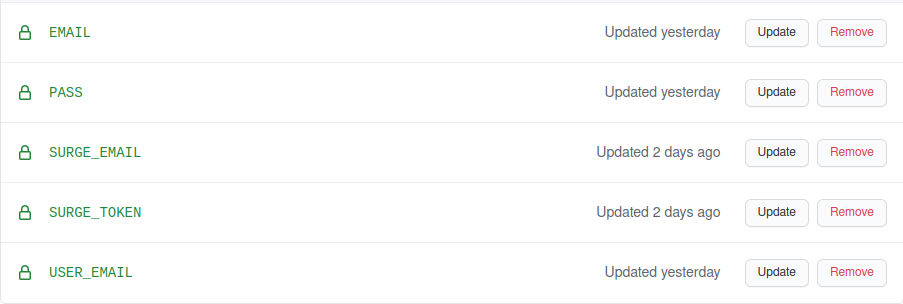 EMAIL Updated yesterday Update Remove
PASS Updated yesterday Update Remove
SURGE_EMAIL Updated 2 days ago Update Remove
SURGE_TOKEN Updated 2 days ago Update Remove
USER_EMAIL Updated yesterday Update Remove